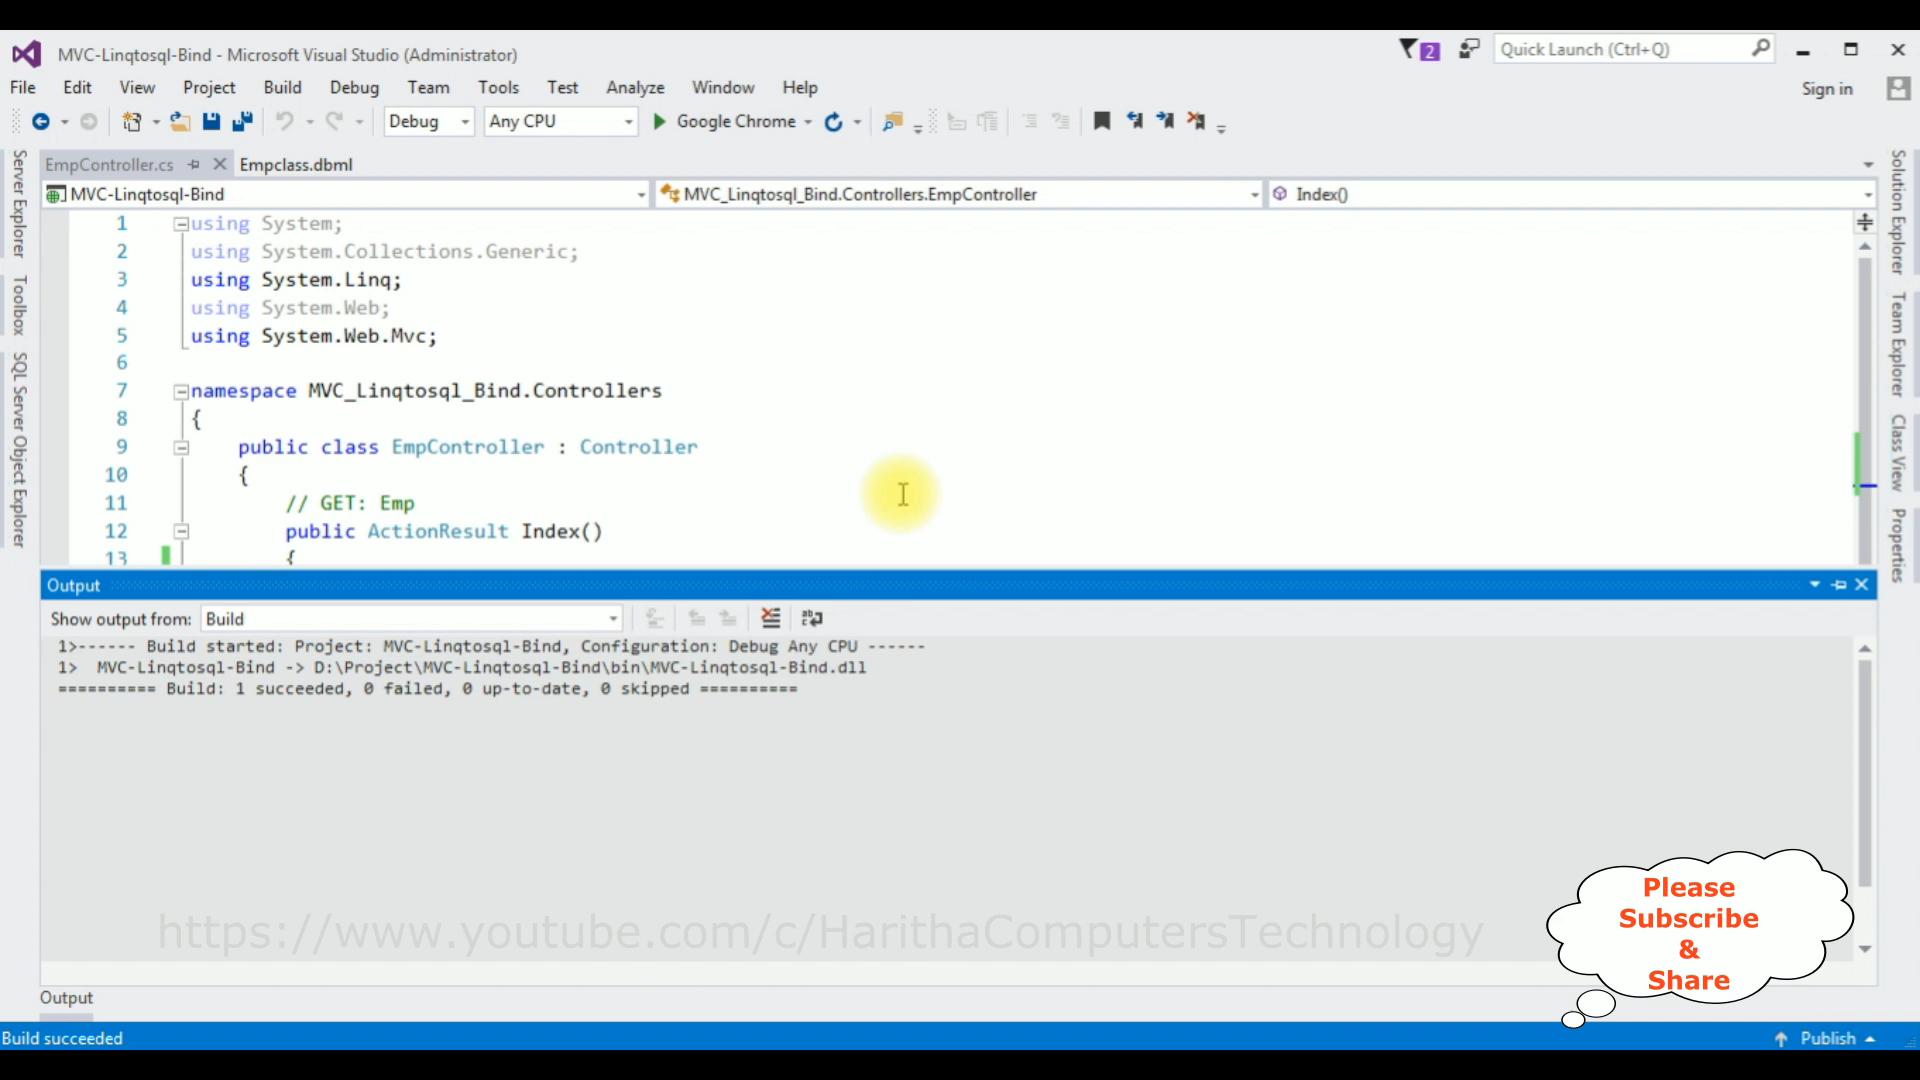 MVC-Linqtosql-Bind - Microsoft Visual Studio (Administrator)
2
Quick Launch (Ctrl+Q)
File Edit View Project Build Debug Team Tools Test Analyze Window Help
Sign in
Debug
Any CPU
Google Chrome
EmpController.cs
Empclass.dbml
MVC-Linqtosql-Bind
MVC_Linqtosql_Bind.Controllers.EmpController
Index()
Server Explorer
Toolbox
SQL Server Object Explorer
1 using System;
2 using System.Collections.Generic;
3 using System.Linq;
4 using System.Web;
5 using System.Web.Mvc;
6
7 namespace MVC_Linqtosql_Bind.Controllers
8 {
9 public class EmpController : Controller
10 {
11 // GET: Emp
12 public ActionResult Index()
13 {
Solution Explorer
Team Explorer
Class View
Properties
Output
Show output from: Build
1>------ Build started: Project: MVC-Linqtosql-Bind, Configuration: Debug Any CPU ------
1>  MVC-Linqtosql-Bind -> D:\Project\MVC-Linqtosql-Bind\bin\MVC-Linqtosql-Bind.dll
========== Build: 1 succeeded, 0 failed, 0 up-to-date, 0 skipped ==========
https://www.youtube.com/c/HarithaComputersTechnology
Please
Subscribe
&
Share
Output
Build succeeded
Publish